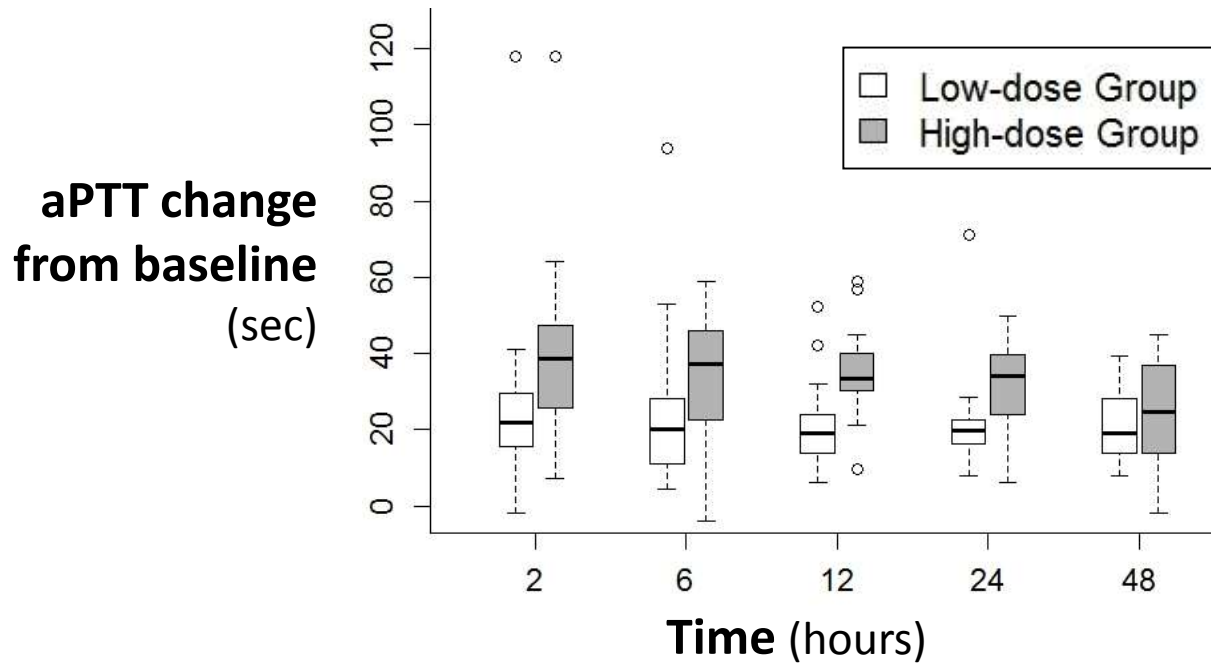 120
100
80
60
40
20
0
aPTT change
from baseline
(sec)
Low-dose Group
High-dose Group
2 6 12 24 48
Time (hours)